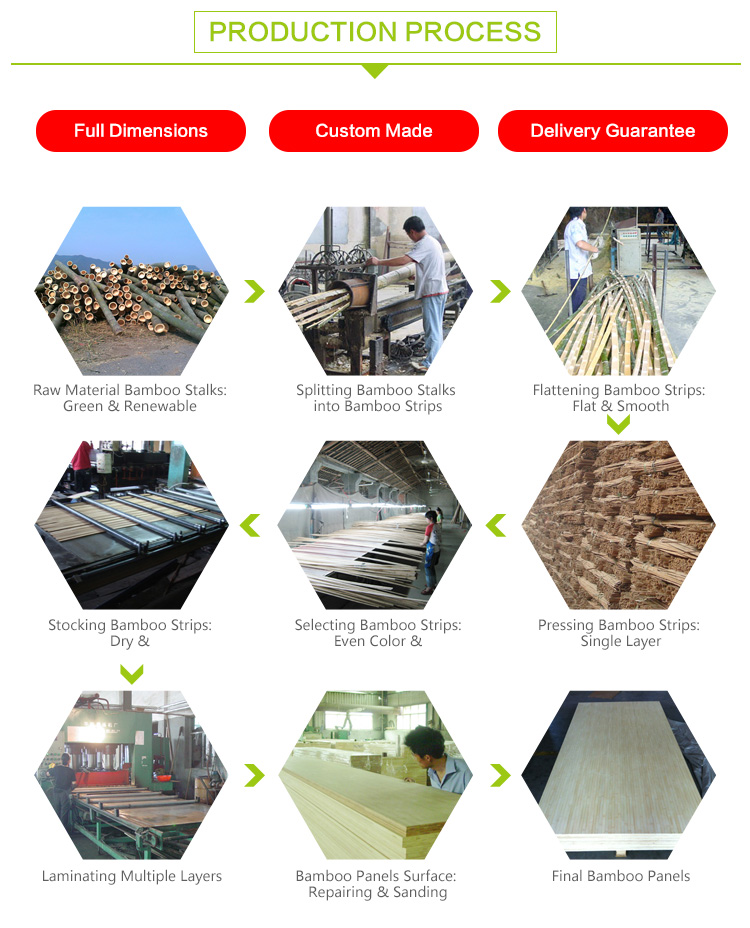 PRODUCTION PROCESS
Full Dimensions
Custom Made
Delivery Guarantee
Raw Material Bamboo Stalks:
Green & Renewable
Splitting Bamboo Stalks
into Bamboo Strips
Flattening Bamboo Strips:
Flat & Smooth
Stocking Bamboo Strips:
Dry &
Selecting Bamboo Strips:
Even Color &
Pressing Bamboo Strips:
Single Layer
Laminating Multiple Layers
Bamboo Panels Surface:
Repairing & Sanding
Final Bamboo Panels